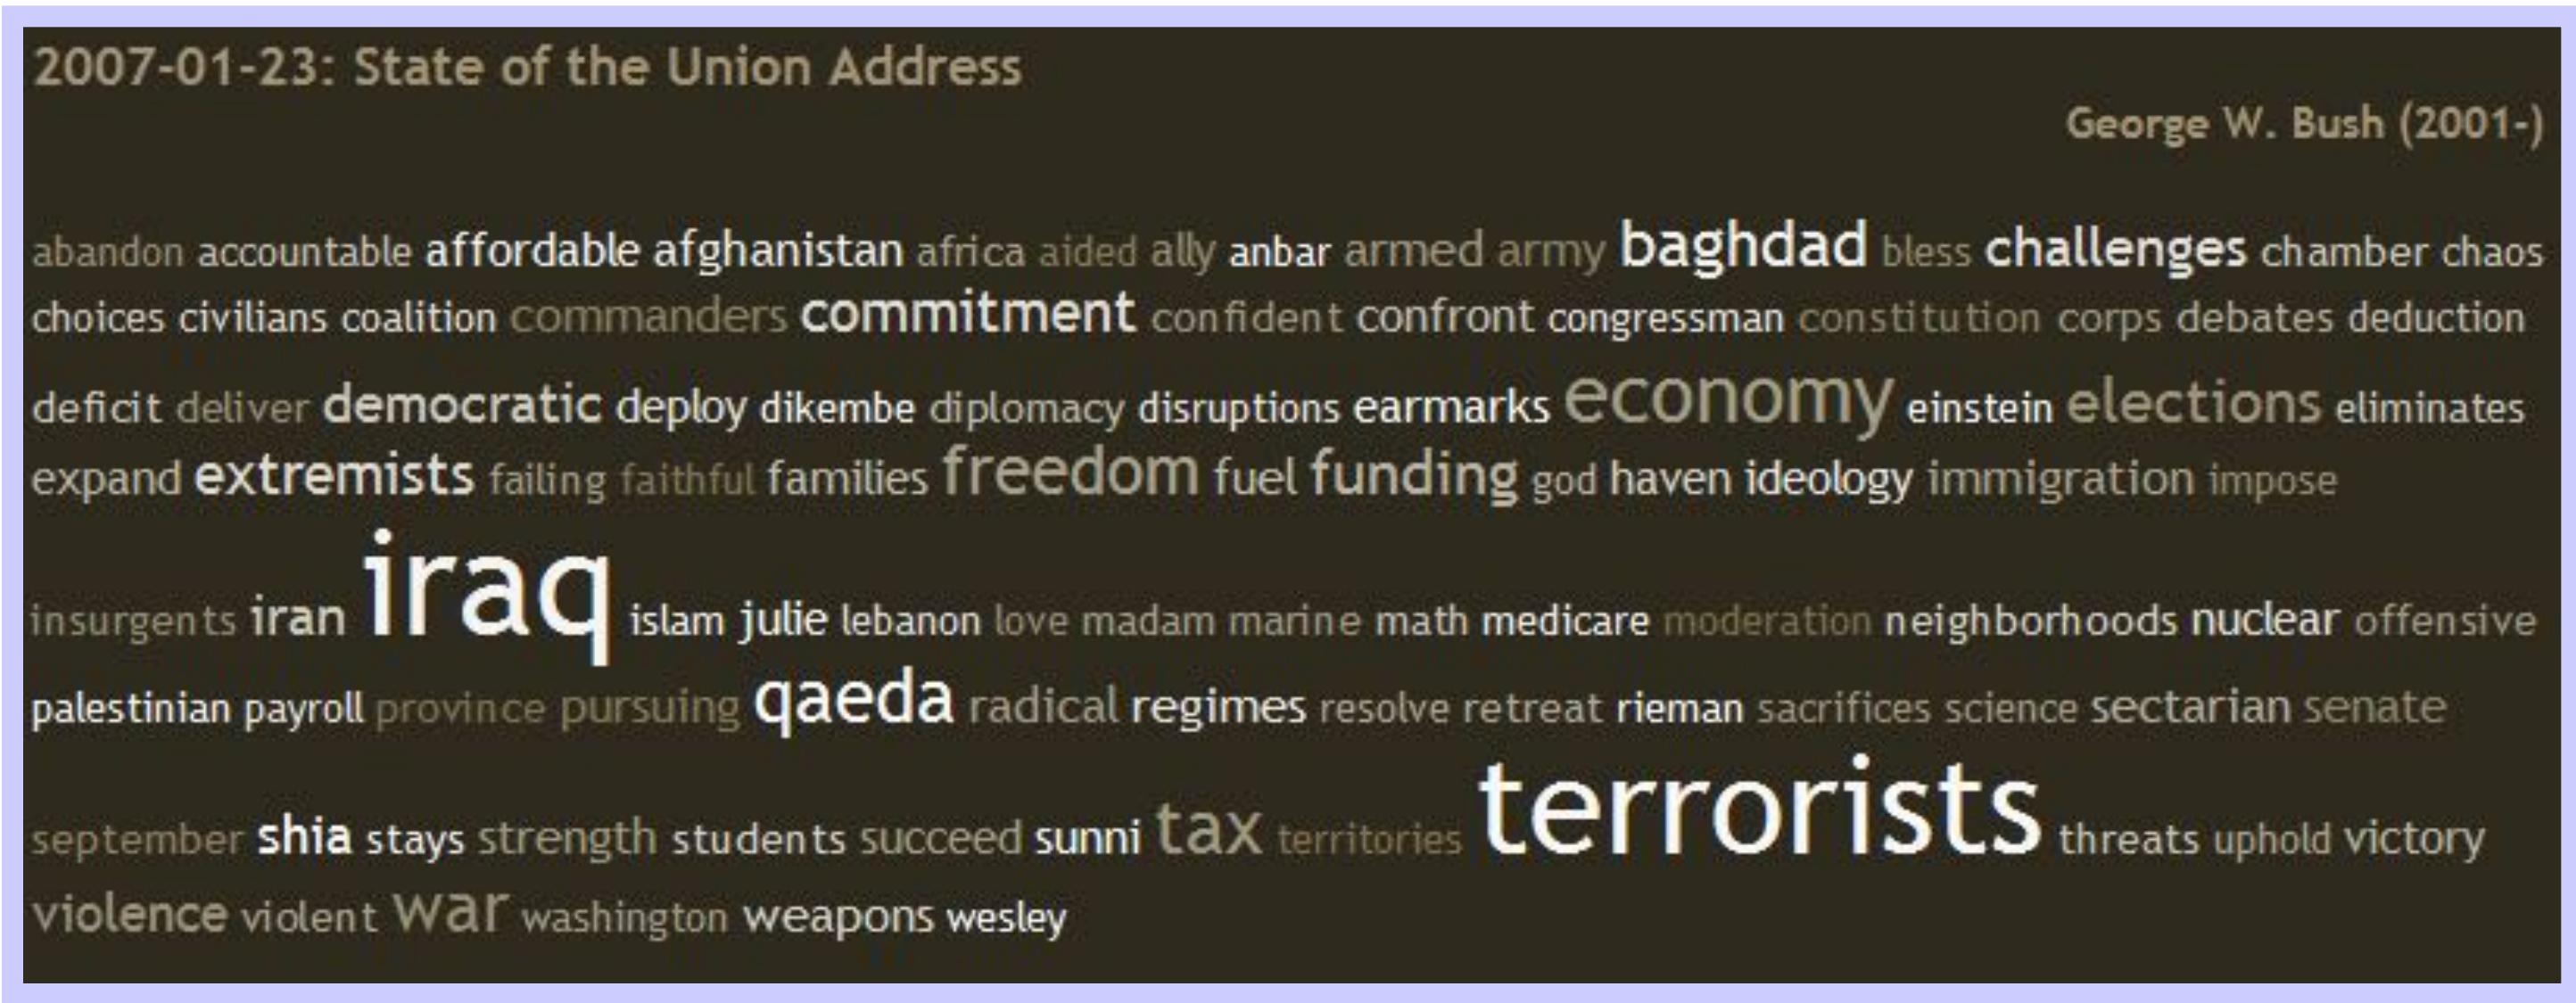 2007-01-23: State of the Union Address
George W. Bush (2001-)
abandon accountable affordable afghanistan africa aided ally anbar armed army baghdad bless challenges chamber chaos
choices civilians coalition commanders commitment confident confront congressman constitution corps debates deduction
deficit deliver democratic deploy dikembe diplomacy disruptions earmarks economy einstein elections eliminates
expand extremists failing faithful families freedom fuel funding god haven ideology immigration impose
insurgents iran iraq islam julie lebanon love madam marine math medicare moderation neighborhoods nuclear offensive
palestinian payroll province pursuing qaeda radical regimes resolve retreat rieman sacrifices science sectarian senate
september shia stays strength students succeed sunni tax territories terrorists threats uphold victory
violence violent war washington weapons wesley